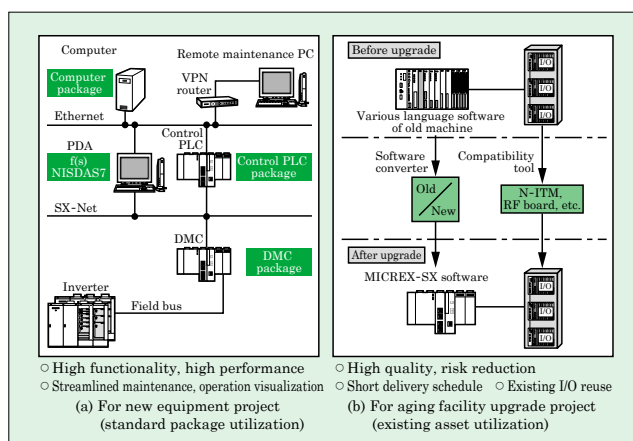 Computer
Remote maintenance PC
Computer
package
VPN
router
Ethernet
PDA
f(s)
NISDAS7
Control
PLC
Control PLC
package
SX-Net
DMC
DMC
package
Inverter
Field bus
○ High functionality, high performance
○ Streamlined maintenance, operation visualization
(a) For new equipment project
(standard package utilization)
Before upgrade
I/O
I/O
I/O
Various language software
of old machine
Software
converter
Compatibility
tool
Old
New
N-ITM,
RF board, etc.
After upgrade
MICREX-SX software
I/O
I/O
I/O
○ High quality, risk reduction
○ Short delivery schedule ○ Existing I/O reuse
(b) For aging facility upgrade project
(existing asset utilization)